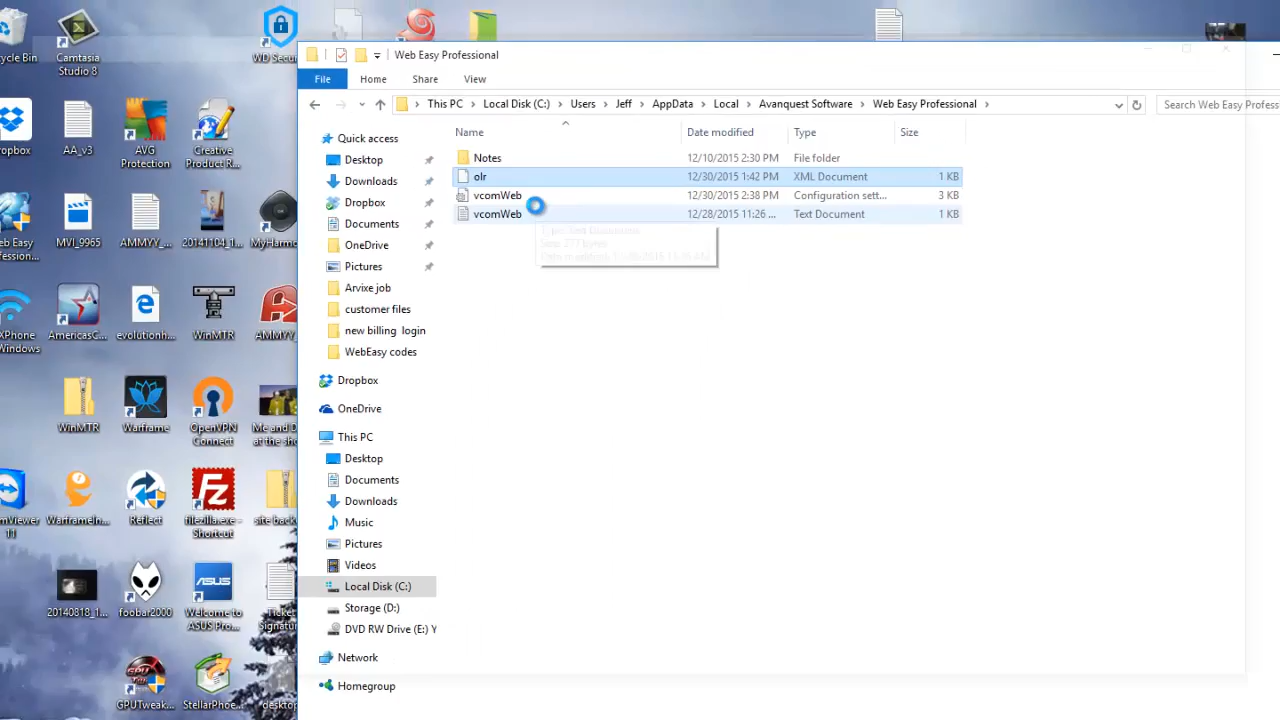 Web Easy Professional
File
Home
Share
View
This PC
Local Disk (C:)
Users
Jeff
AppData
Local
Avanquest Software
Web Easy Professional
Search Web Easy Profess
Name
Date modified
Type
Size
Notes
12/10/2015 2:30 PM
File folder
olr
12/30/2015 1:42 PM
XML Document
1 KB
vcomWeb
12/30/2015 2:38 PM
Configuration sett...
3 KB
vcomWeb
12/28/2015 11:26 ...
Text Document
1 KB
Quick access
Desktop
Downloads
Dropbox
Documents
OneDrive
Pictures
Arvixe job
customer files
new billing login
WebEasy codes
Dropbox
OneDrive
This PC
Desktop
Documents
Downloads
Music
Pictures
Videos
Local Disk (C:)
Storage (D:)
DVD RW Drive (E:) Y
Network
Homegroup
cycle Bin
Camtasia
Studio 8
WD Secu
ropbox
AA_v3
AVG
Protection
Creative
Product R...
eb Easy
ofession...
MVI_9965
AMMYY_...
20141104_1...
MyHarmo
XPhone
Windows
AmericasC...
evolutionh...
WinMTR
AMMYY_
WinMTR
Warframe
OpenVPN
Connect
Me and D
at the sho
mViewer
11
WarframeIn...
Reflect
filezilla.exe -
Shortcut
site back
20140818_1...
foobar2000
ASUS
Welcome to
ASUS Pro...
Ticket
Signatur
GPUTweak...
StellarPhoe...
desktop